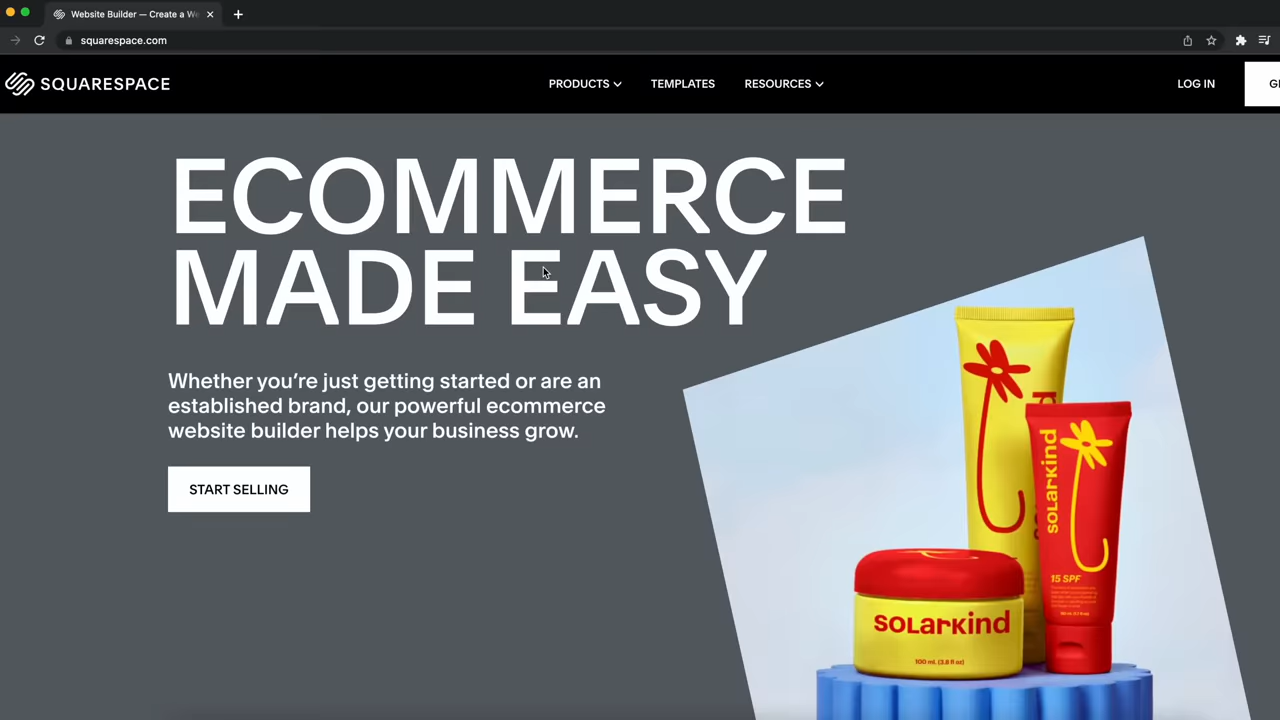 Website Builder — Create a We
squarespace.com
SQUARESPACE
PRODUCTS
TEMPLATES
RESOURCES
LOG IN
ECOMMERCE
MADE EASY
Whether you’re just getting started or are an
established brand, our powerful ecommerce
website builder helps your business grow.
START SELLING
solarkind
15 SPF
solarkind
100 ml. (3.8 fl oz)